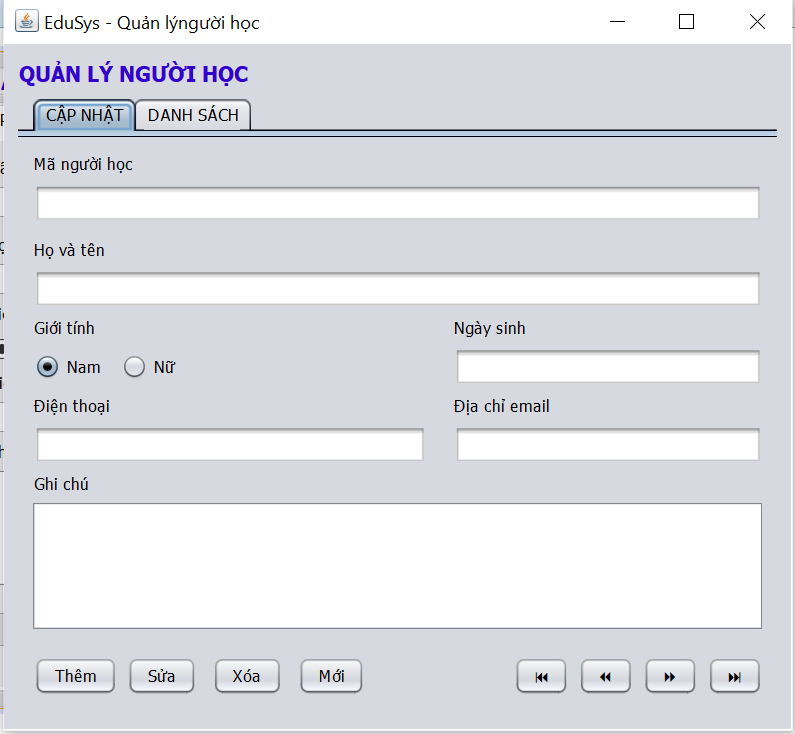 EduSys - Quản lýngười học
QUẢN LÝ NGƯỜI HỌC
CẬP NHẬT DANH SÁCH
Mã người học
Họ và tên
Giới tính Ngày sinh
Nam Nữ
Điện thoại Địa chỉ email
Ghi chú
Thêm Sửa Xóa Mới